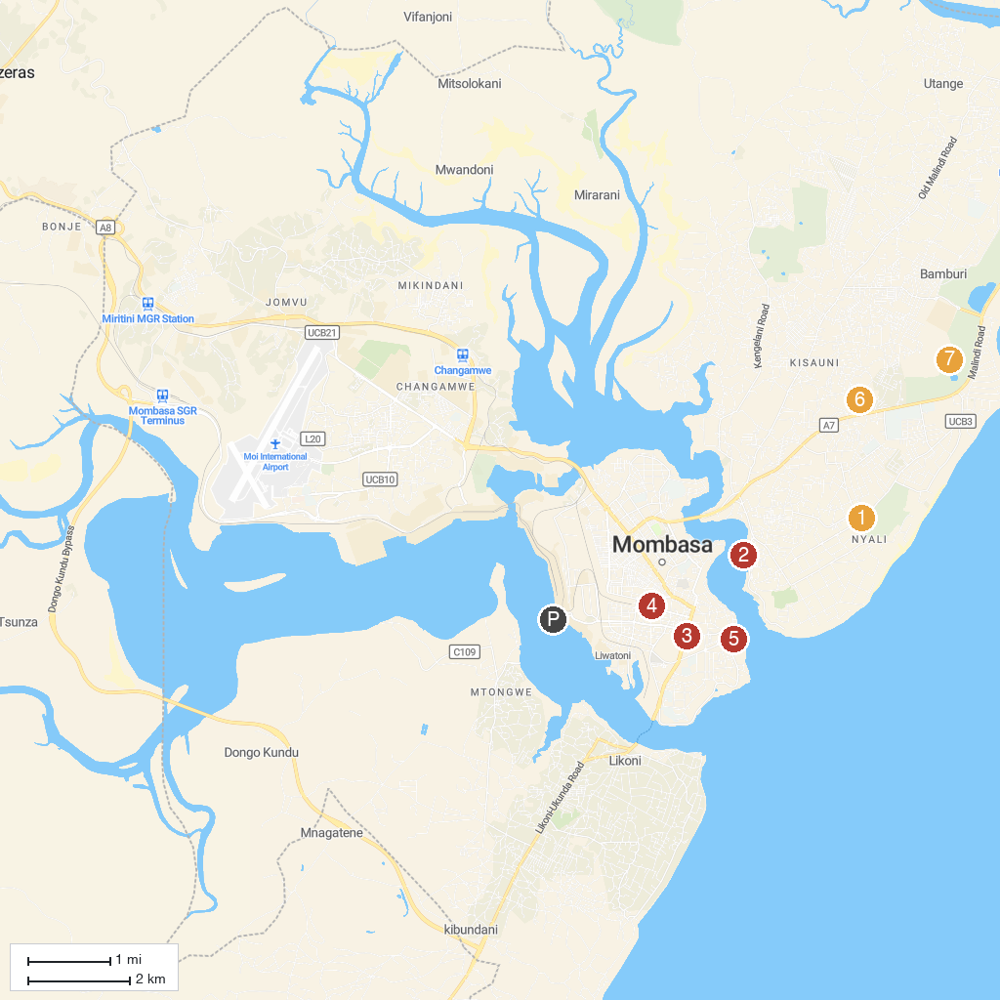 Vifanjoni
zeras
Mitsolokani
Utange
Old Malindi Road
Mwandoni
Mirarani
BONJE
A8
Bamburi
MIKINDANI
JOMVU
Miritini MGR Station
UCB21
Kengelani Road
Malindi Road
7
Changamwe
KISAUNI
CHANGAMWE
6
Mombasa SGR
Terminus
A7
UCB3
L20
Moi International
Airport
UCB10
1
NYALI
Mombasa
2
Dongo Kundu Bypass
4
Tsunza
P
3
5
C109
Liwatoni
MTONGWE
Dongo Kundu
Likoni
Likoni-Ukunda Road
Mnagatene
kibundani
1 mi
2 km